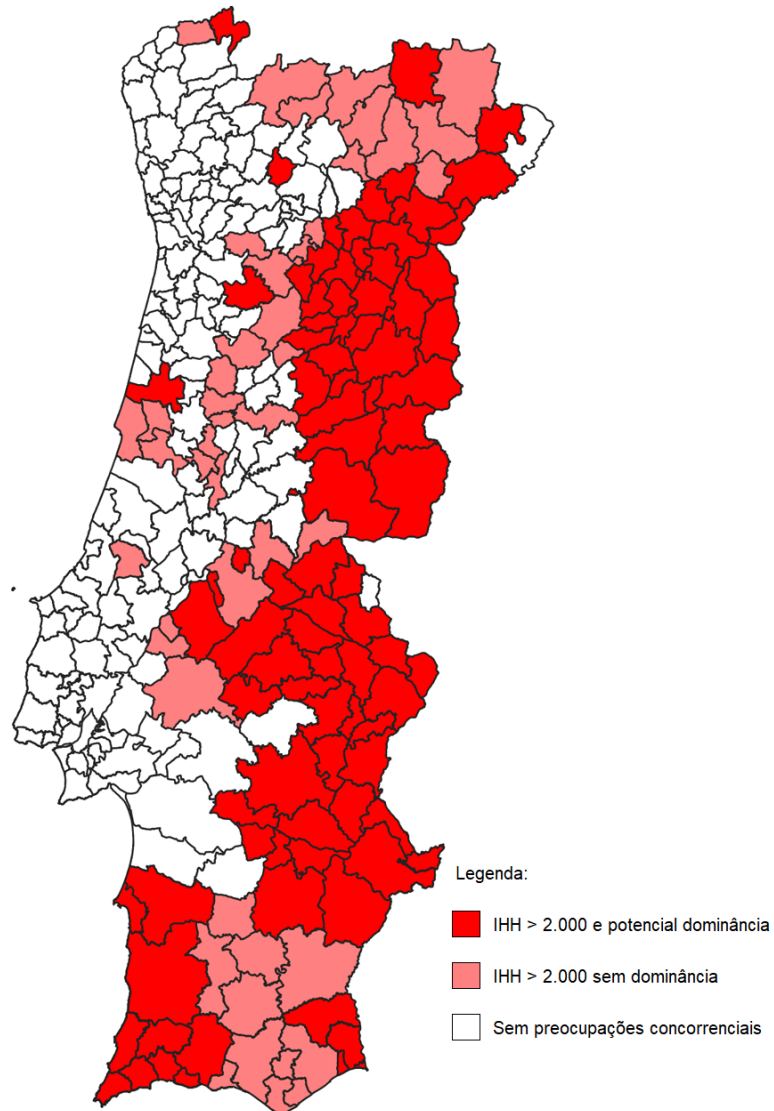 Legenda:
IHH > 2.000 e potencial dominância
IHH > 2.000 sem dominância
Sem preocupações concorrenciais